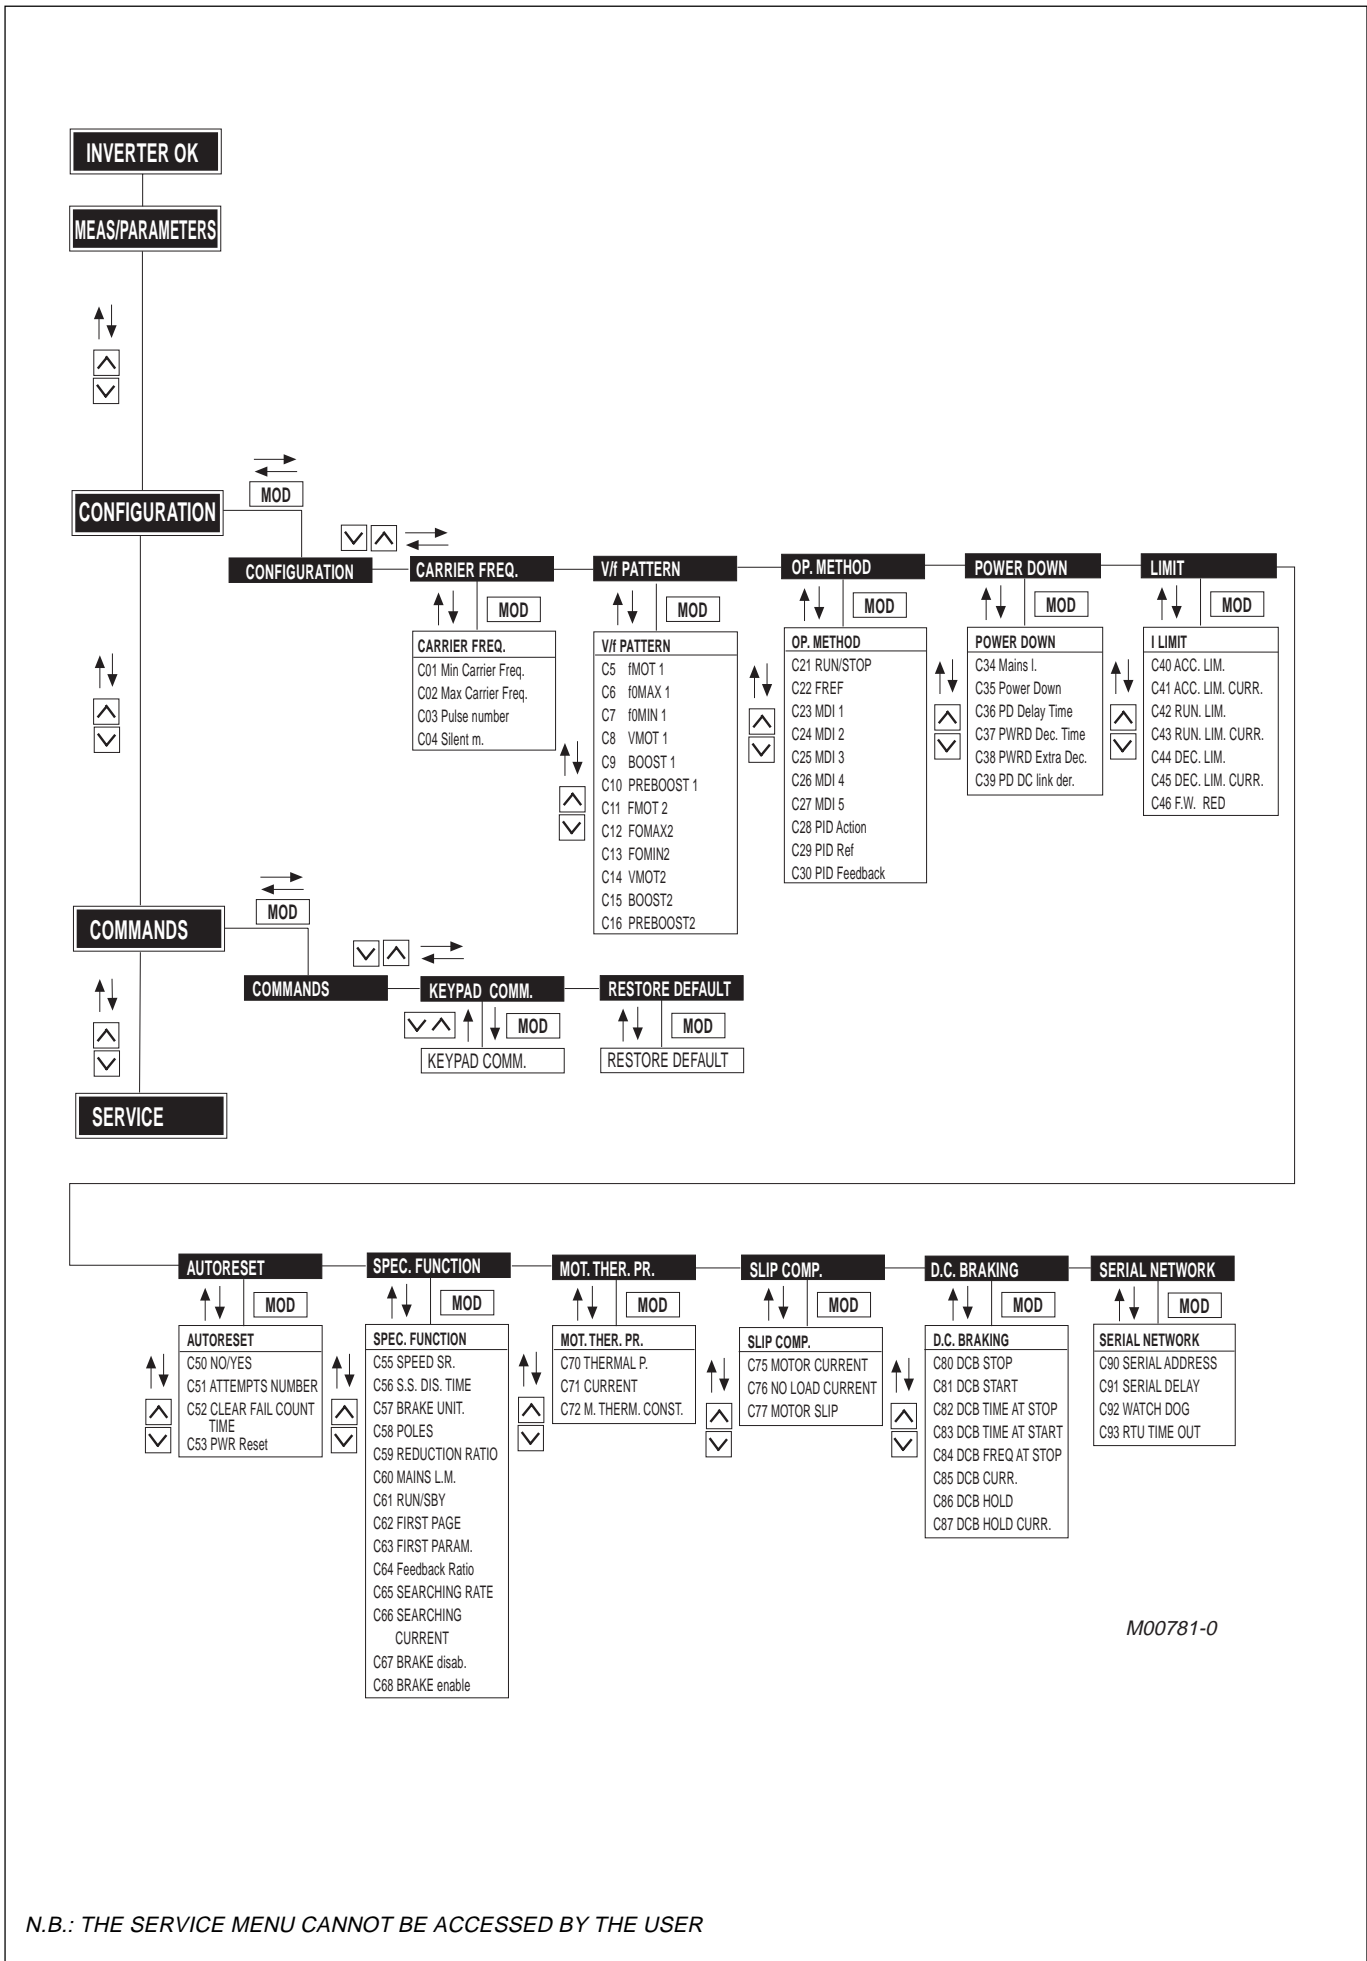 INVERTER OK
MEAS/PARAMETERS
CONFIGURATION
MOD
CONFIGURATION
CARRIER FREQ.
V/f PATTERN
OP. METHOD
POWER DOWN
LIMIT
MOD
MOD
MOD
MOD
MOD
CARRIER FREQ.
C01 Min Carrier Freq.
C02 Max Carrier Freq.
C03 Pulse number
C04 Silent m.
V/f PATTERN
C5 fMOT 1
C6 f0MAX 1
C7 f0MIN 1
C8 VMOT 1
C9 BOOST 1
C10 PREBOOST 1
C11 FMOT 2
C12 FOMAX2
C13 FOMIN2
C14 VMOT2
C15 BOOST2
C16 PREBOOST2
OP. METHOD
C21 RUN/STOP
C22 FREF
C23 MDI 1
C24 MDI 2
C25 MDI 3
C26 MDI 4
C27 MDI 5
C28 PID Action
C29 PID Ref
C30 PID Feedback
POWER DOWN
C34 Mains l.
C35 Power Down
C36 PD Delay Time
C37 PWRD Dec. Time
C38 PWRD Extra Dec.
C39 PD DC link der.
I LIMIT
C40 ACC. LIM.
C41 ACC. LIM. CURR.
C42 RUN. LIM.
C43 RUN. LIM. CURR.
C44 DEC. LIM.
C45 DEC. LIM. CURR.
C46 F.W. RED
COMMANDS
MOD
COMMANDS
KEYPAD COMM.
RESTORE DEFAULT
MOD
MOD
KEYPAD COMM.
RESTORE DEFAULT
SERVICE
AUTORESET
SPEC. FUNCTION
MOT. THER. PR.
SLIP COMP.
D.C. BRAKING
SERIAL NETWORK
MOD
MOD
MOD
MOD
MOD
MOD
AUTORESET
C50 NO/YES
C51 ATTEMPTS NUMBER
C52 CLEAR FAIL COUNT
TIME
C53 PWR Reset
SPEC. FUNCTION
C55 SPEED SR.
C56 S.S. DIS. TIME
C57 BRAKE UNIT.
C58 POLES
C59 REDUCTION RATIO
C60 MAINS L.M.
C61 RUN/SBY
C62 FIRST PAGE
C63 FIRST PARAM.
C64 Feedback Ratio
C65 SEARCHING RATE
C66 SEARCHING
CURRENT
C67 BRAKE disab.
C68 BRAKE enable
MOT. THER. PR.
C70 THERMAL P.
C71 CURRENT
C72 M. THERM. CONST.
SLIP COMP.
C75 MOTOR CURRENT
C76 NO LOAD CURRENT
C77 MOTOR SLIP
D.C. BRAKING
C80 DCB STOP
C81 DCB START
C82 DCB TIME AT STOP
C83 DCB TIME AT START
C84 DCB FREQ AT STOP
C85 DCB CURR.
C86 DCB HOLD
C87 DCB HOLD CURR.
SERIAL NETWORK
C90 SERIAL ADDRESS
C91 SERIAL DELAY
C92 WATCH DOG
C93 RTU TIME OUT
M00781-0
N.B.: THE SERVICE MENU CANNOT BE ACCESSED BY THE USER